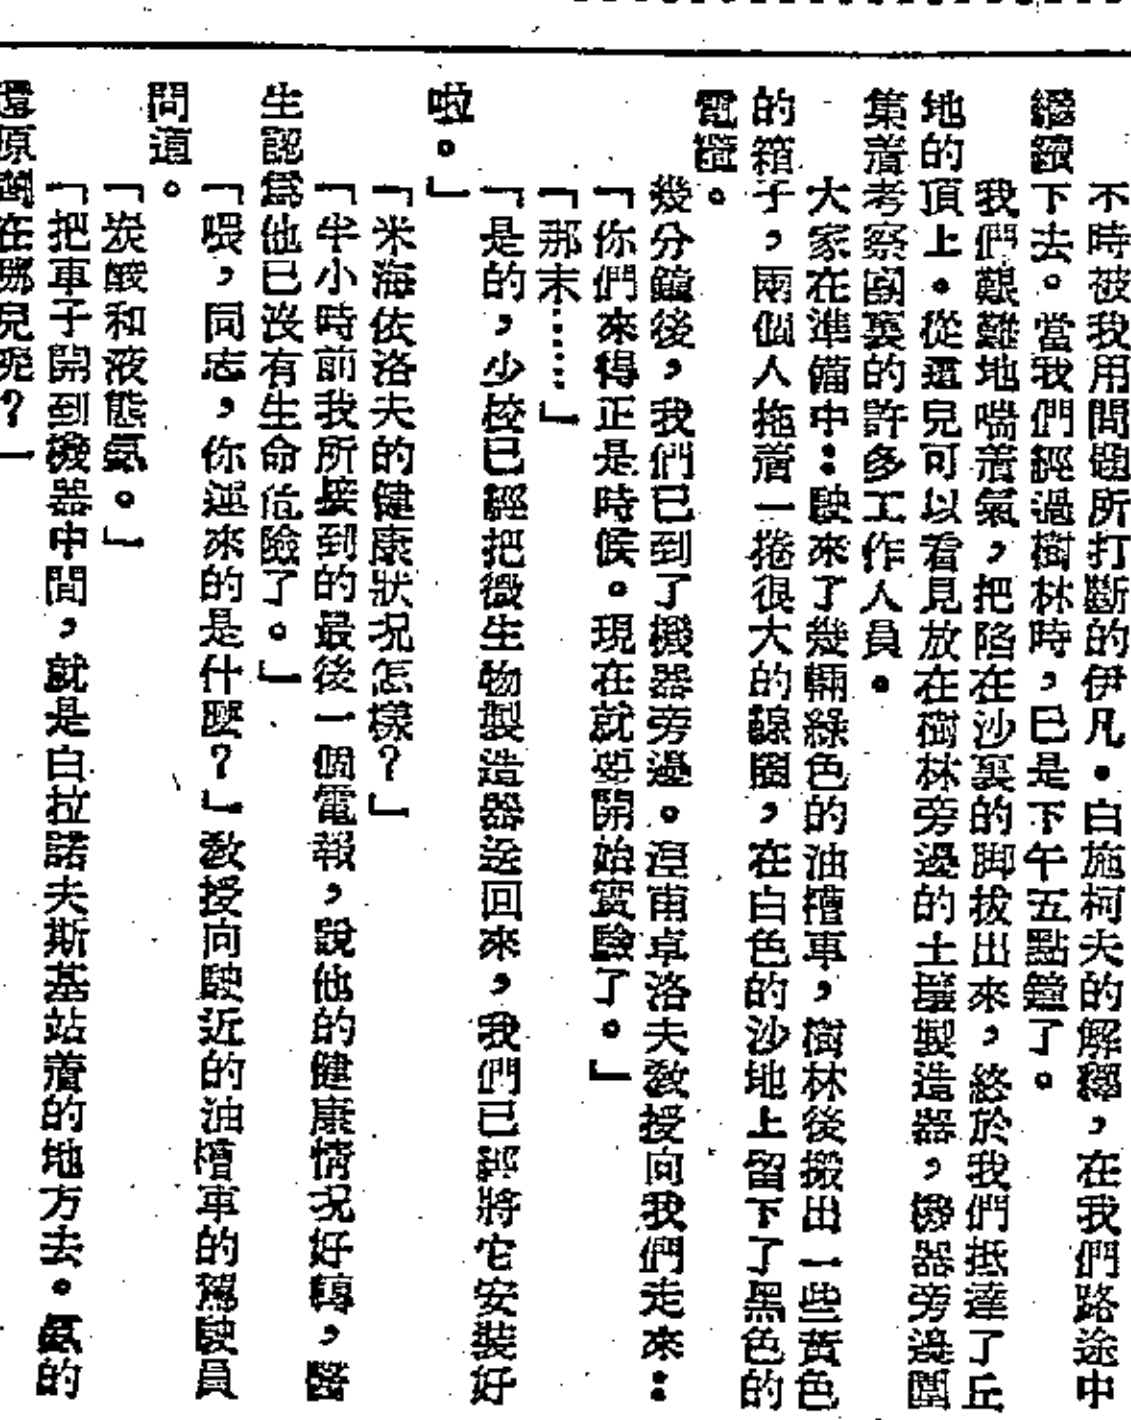 不時被我用問題所打斷的伊凡·白施柯夫的解釋，在我們路途中
繼續下去。當我們經過樹林時，已是下午五點鐘了。
我們艱難地喘着氣，把陷在沙裏的脚拔出來，終於我們抵達了丘
地的頂上。從這兒可以看見放在樹林旁邊的土壤製造器，機器旁邊圍
集着考察團裏的許多工作人員。
大家在準備中：駛來了幾輛綠色的油槽車，樹林後搬出一些黃色
的箱子，兩個人拖着一捲很大的線圈，在白色的沙地上留下了黑色的
電纜。
幾分鐘後，我們已到了機器旁邊。涅甫卓洛夫教授向我們走來：
「你們來得正是時候。現在就要開始實驗了。」
「那末……」
「是的，少校已經把微生物製造器送回來，我們已經將它安裝好
啦。」
「米海依洛夫的健康狀况怎樣？」
「半小時前我所接到的最後一個電報，說他的健康情况好轉，醫
生認爲他已沒有生命危險了。」
「喂，同志，你運來的是什麼？」教授向駛近的油槽車的駕駛員
問道。
「炭酸和液態氨。」
「把車子開到機器中間，就是白拉諾夫斯基站着的地方去。氨的
還原劑在哪兒呢？」